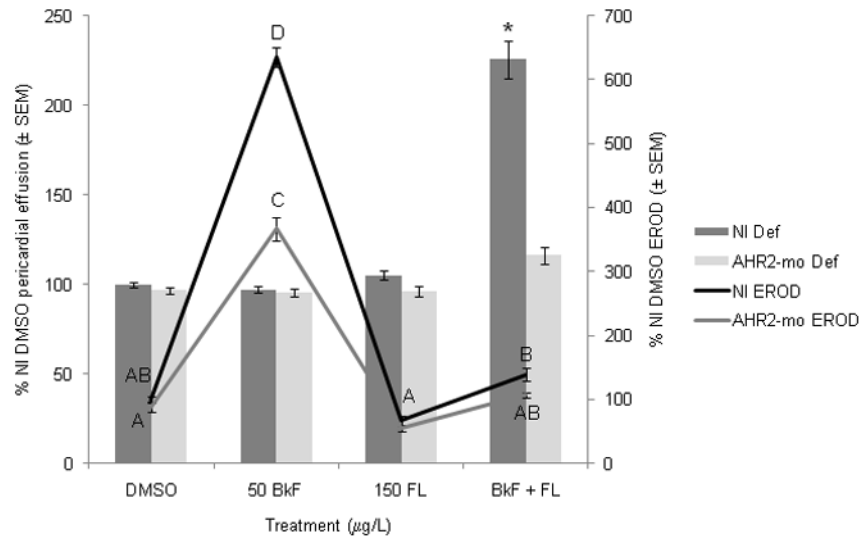 % NI DMSO pericardial effusion (± SEM)
250
200
150
100
50
0
700
600
500
400
300
200
100
0
% NI DMSO EROD (± SEM)
D
*
C
AB
A
A
B
AB
DMSO
50 BkF
150 FL
BkF + FL
Treatment (µg/L)
NI Def
AHR2-mo Def
NI EROD
AHR2-mo EROD